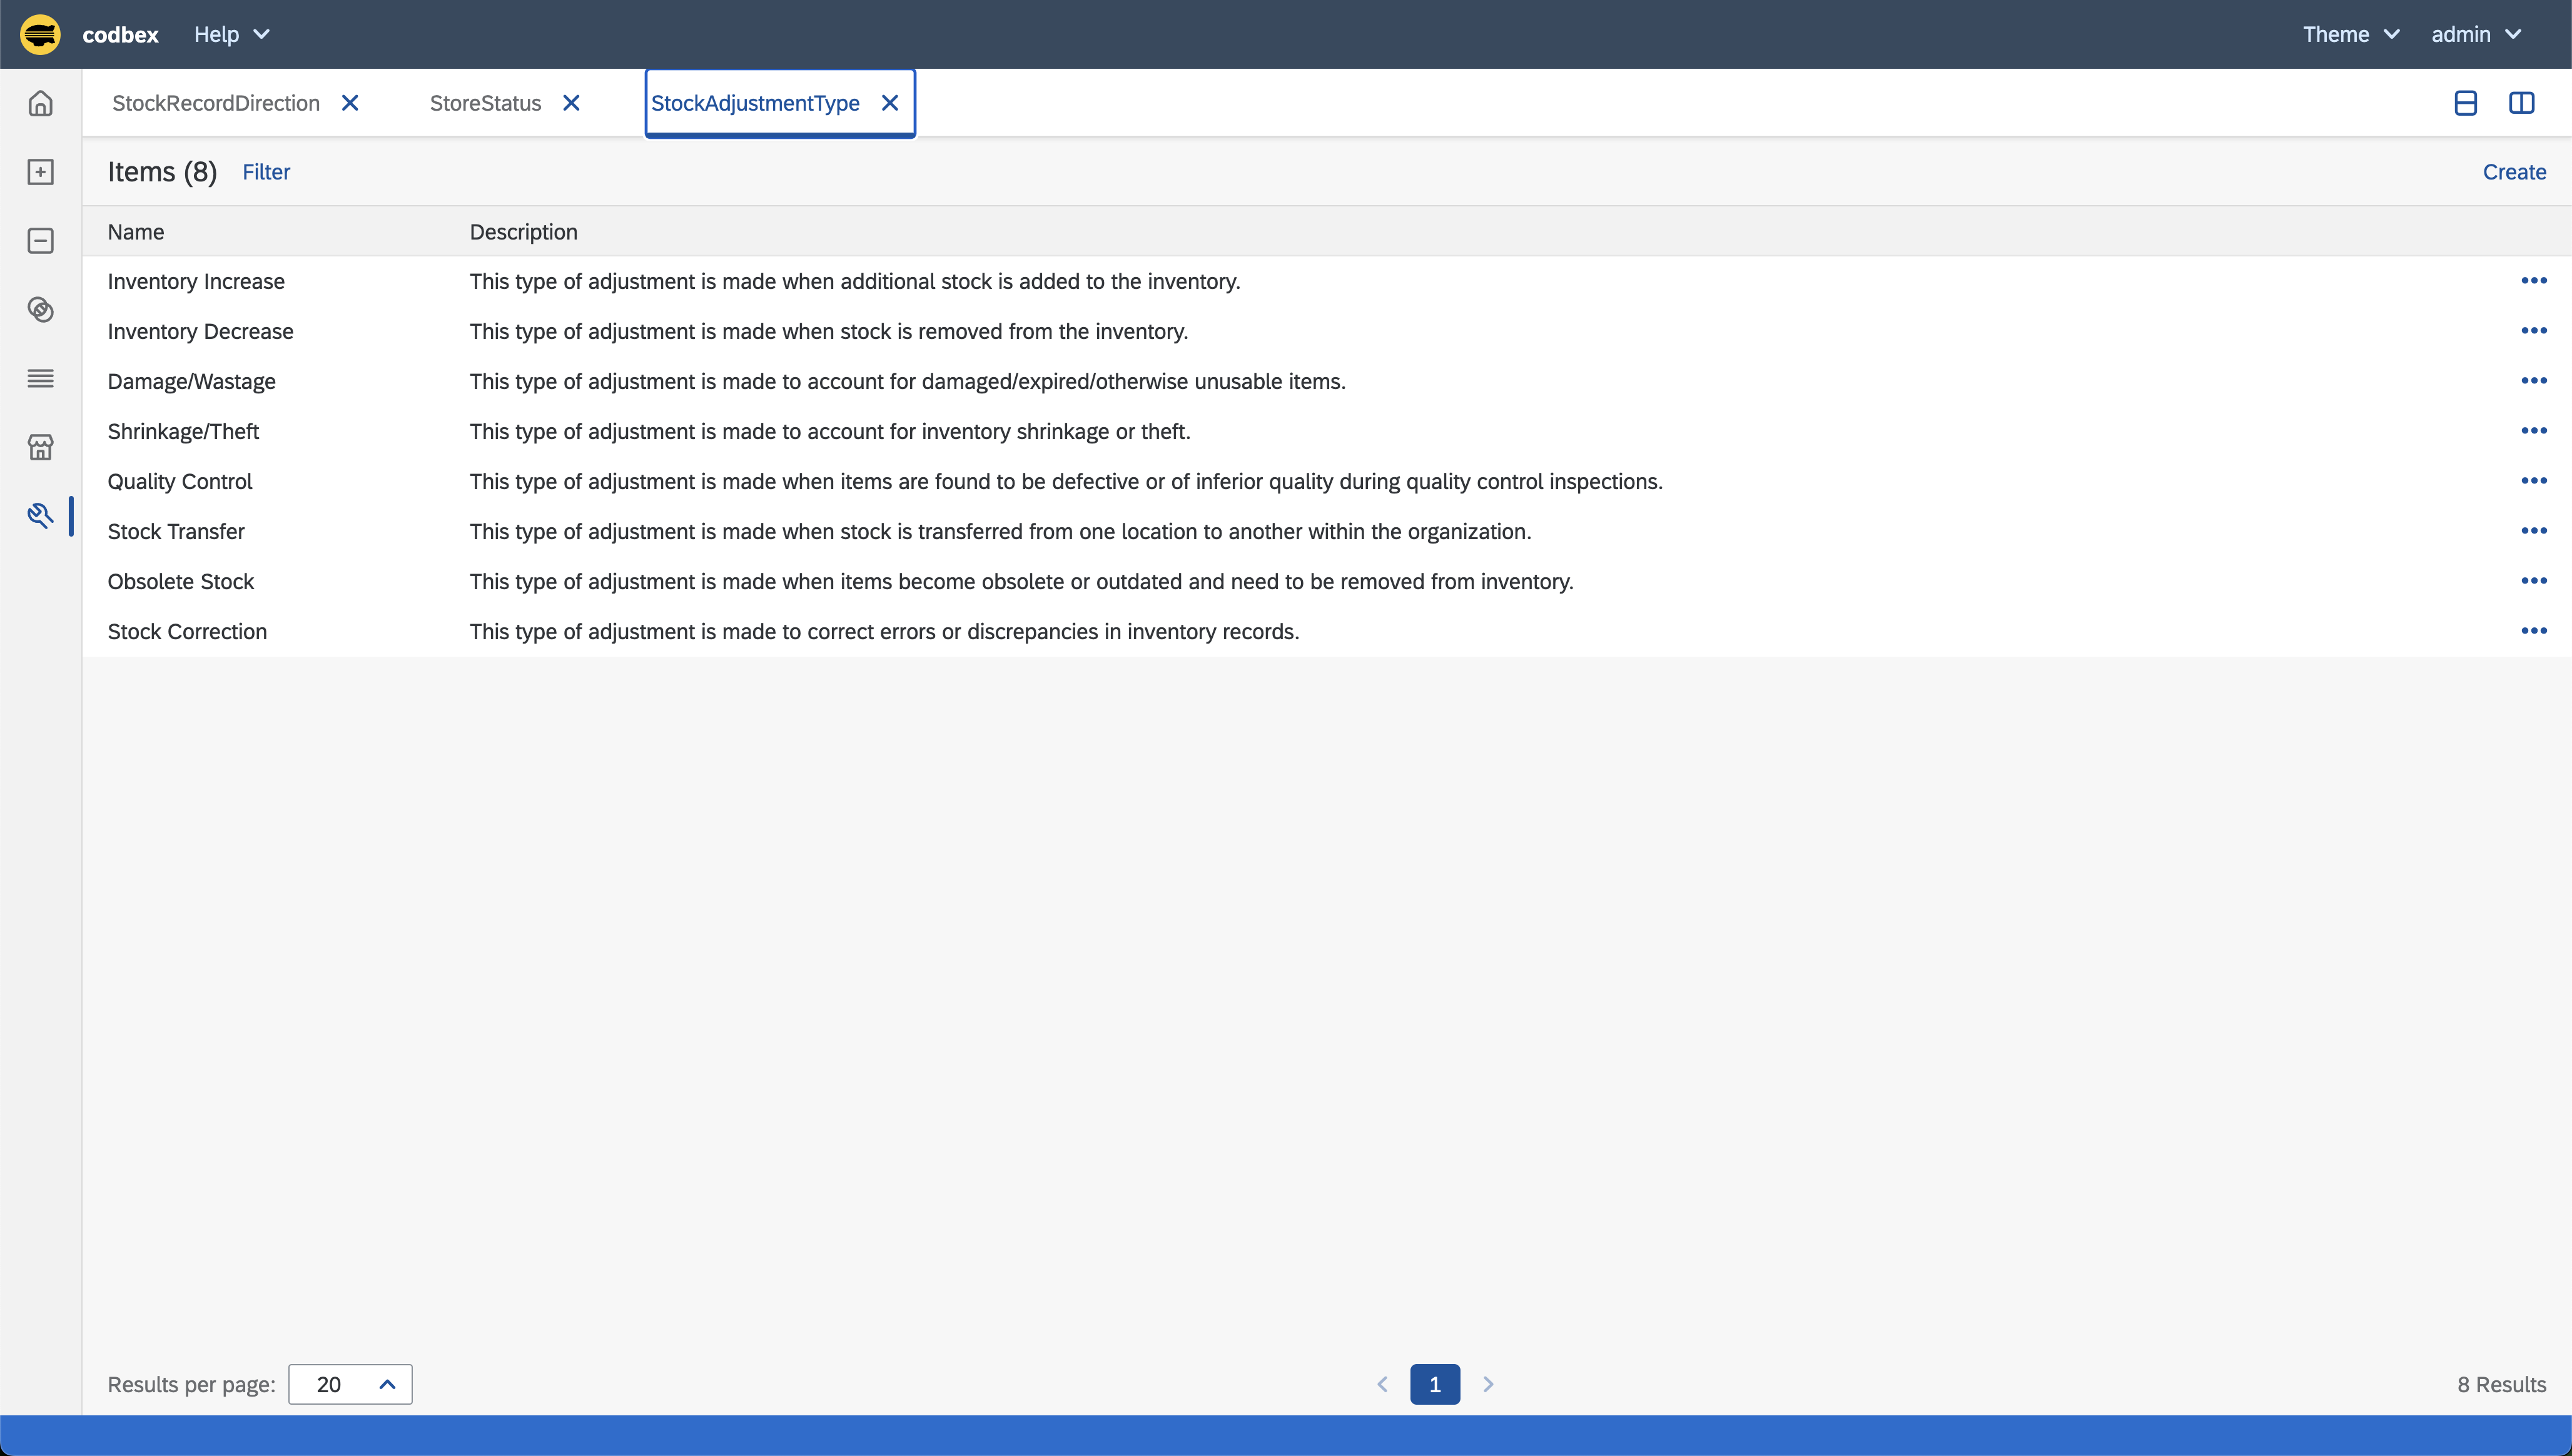 codbex Help Theme admin
StockRecordDirection StoreStatus StockAdjustmentType
Items (8) Filter Create
Name Description
Inventory Increase This type of adjustment is made when additional stock is added to the inventory.
Inventory Decrease This type of adjustment is made when stock is removed from the inventory.
Damage/Wastage This type of adjustment is made to account for damaged/expired/otherwise unusable items.
Shrinkage/Theft This type of adjustment is made to account for inventory shrinkage or theft.
Quality Control This type of adjustment is made when items are found to be defective or of inferior quality during quality control inspections.
Stock Transfer This type of adjustment is made when stock is transferred from one location to another within the organization.
Obsolete Stock This type of adjustment is made when items become obsolete or outdated and need to be removed from inventory.
Stock Correction This type of adjustment is made to correct errors or discrepancies in inventory records.
Results per page: 20 1 8 Results